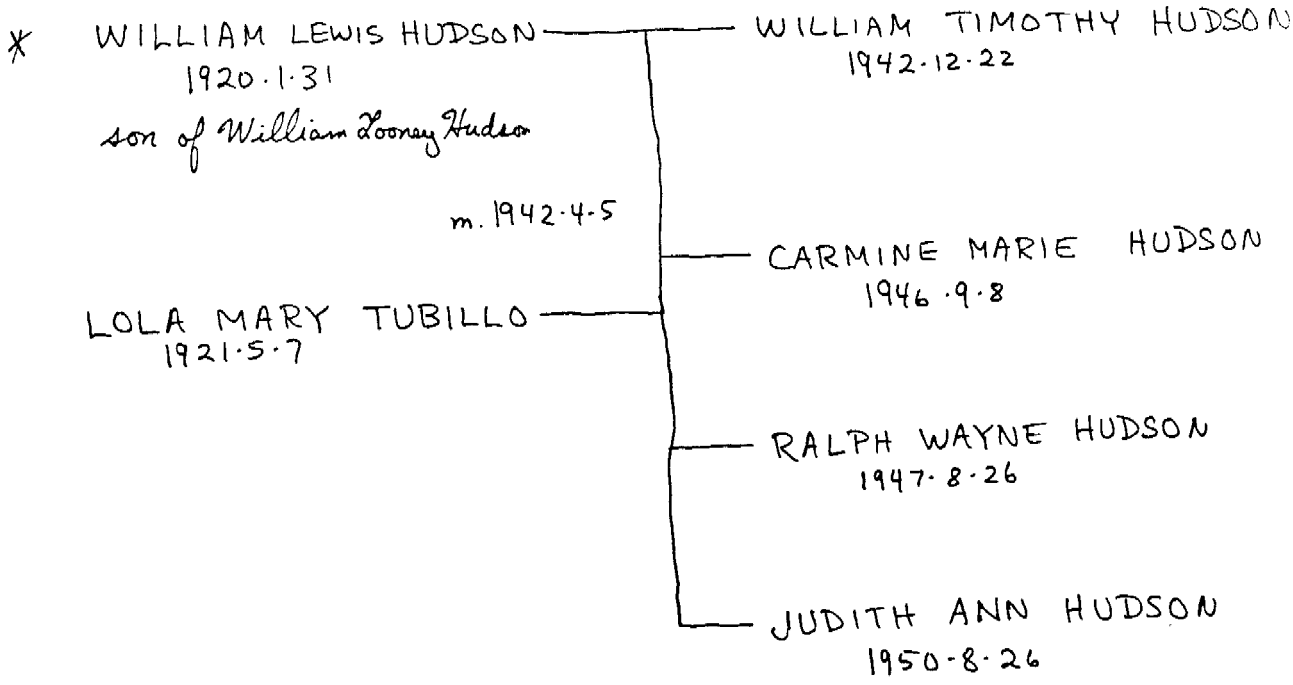 * WILLIAM LEWIS HUDSON
1920.1.31
son of William Looney Hudson
m. 1942.4.5
LOLA MARY TUBILLO
1921.5.7
WILLIAM TIMOTHY HUDSON
1942.12.22
CARMINE MARIE HUDSON
1946.9.8
RALPH WAYNE HUDSON
1947.8.26
JUDITH ANN HUDSON
1950.8.26